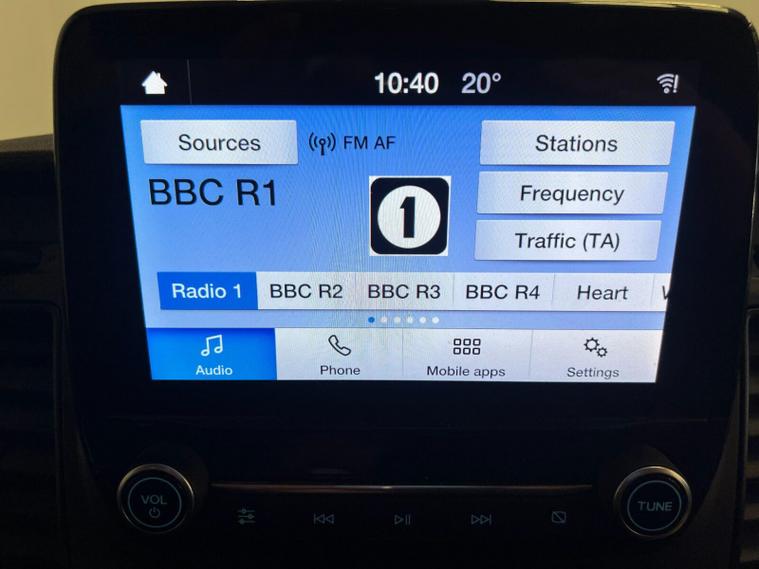 10:40 20°
Sources FM AF Stations
BBC R1
1
Frequency
Traffic (TA)
Radio 1 BBC R2 BBC R3 BBC R4 Heart
Audio Phone Mobile apps Settings
VOL TUNE